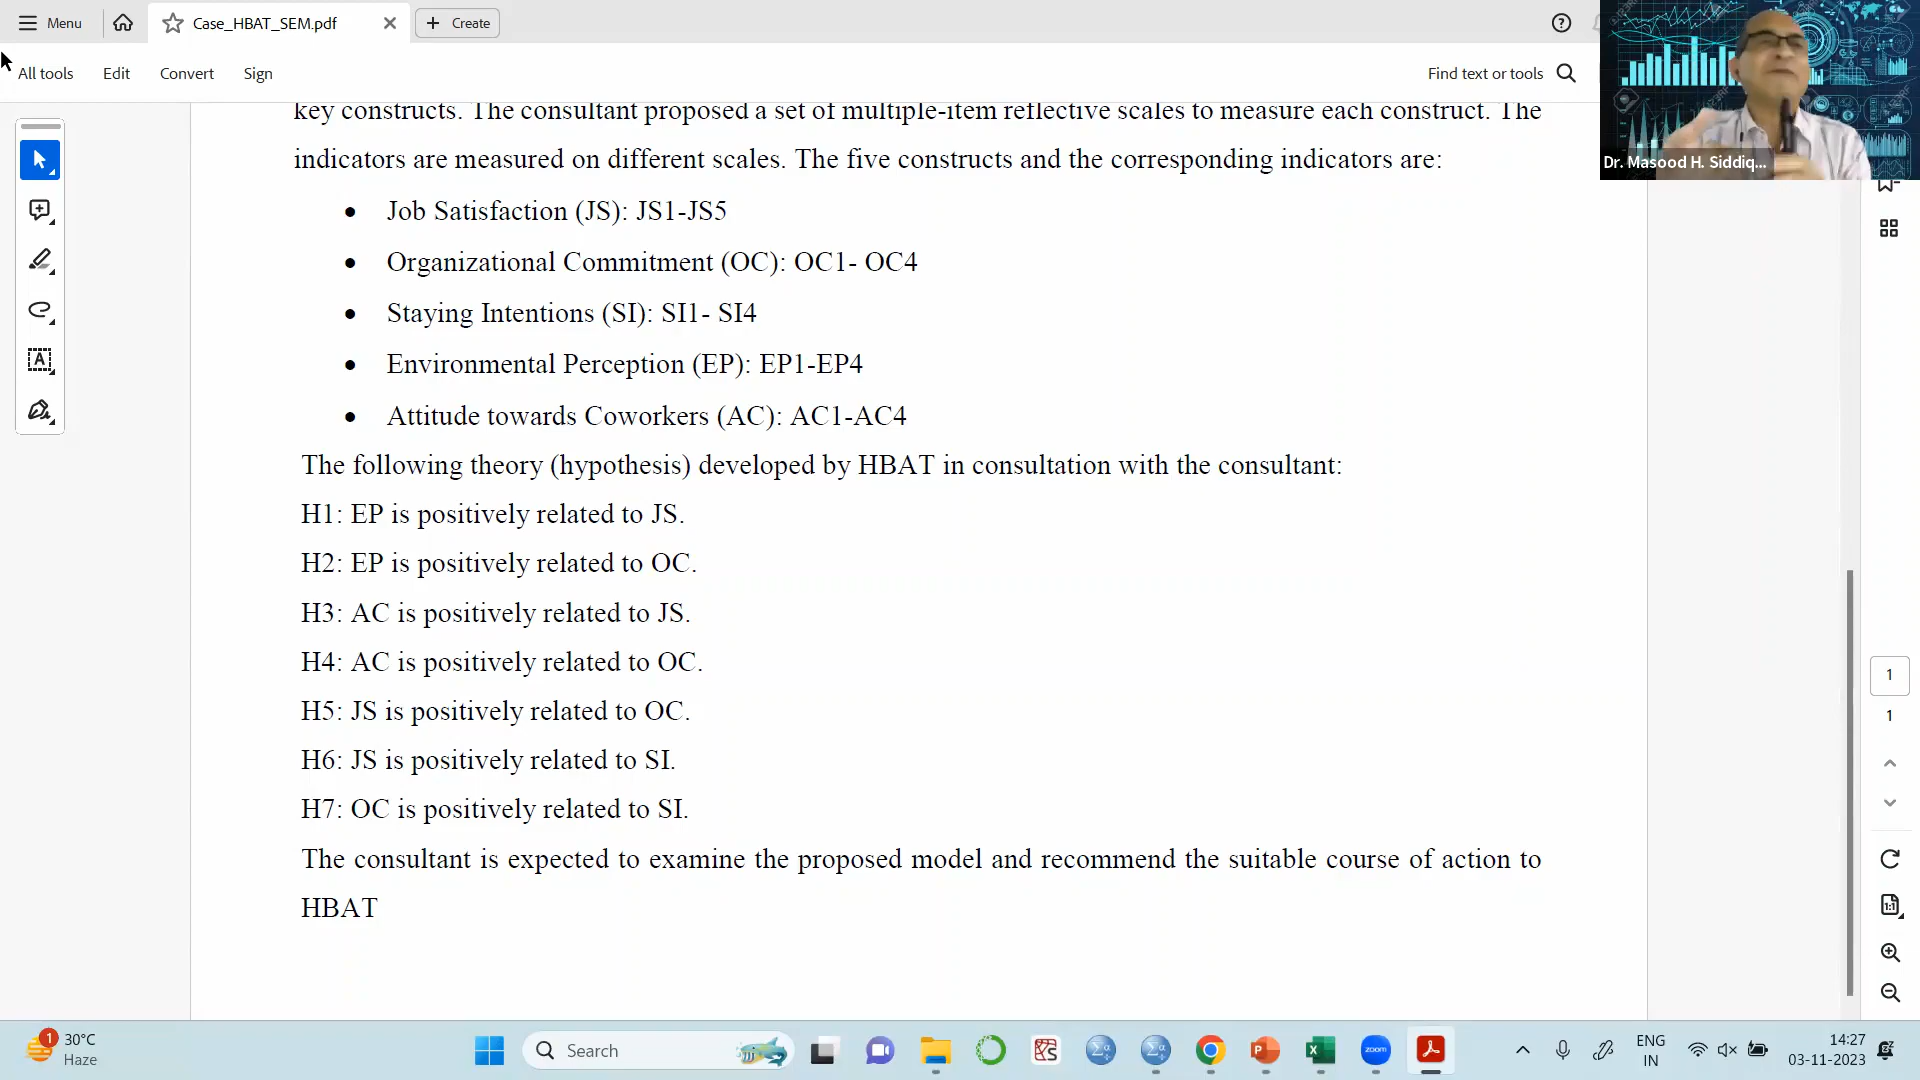 Menu
Case_HBAT_SEM.pdf
Create
All tools
Edit
Convert
Sign
Find text or tools
Dr. Masood H. Siddiq...
key constructs. The consultant proposed a set of multiple-item reflective scales to measure each construct. The
indicators are measured on different scales. The five constructs and the corresponding indicators are:
• Job Satisfaction (JS): JS1-JS5
• Organizational Commitment (OC): OC1- OC4
• Staying Intentions (SI): SI1- SI4
• Environmental Perception (EP): EP1-EP4
• Attitude towards Coworkers (AC): AC1-AC4
The following theory (hypothesis) developed by HBAT in consultation with the consultant:
H1: EP is positively related to JS.
H2: EP is positively related to OC.
H3: AC is positively related to JS.
H4: AC is positively related to OC.
H5: JS is positively related to OC.
H6: JS is positively related to SI.
H7: OC is positively related to SI.
The consultant is expected to examine the proposed model and recommend the suitable course of action to
HBAT
1
1
1
30°C
Haze
Search
zoom
ENG
IN
14:27
03-11-2023